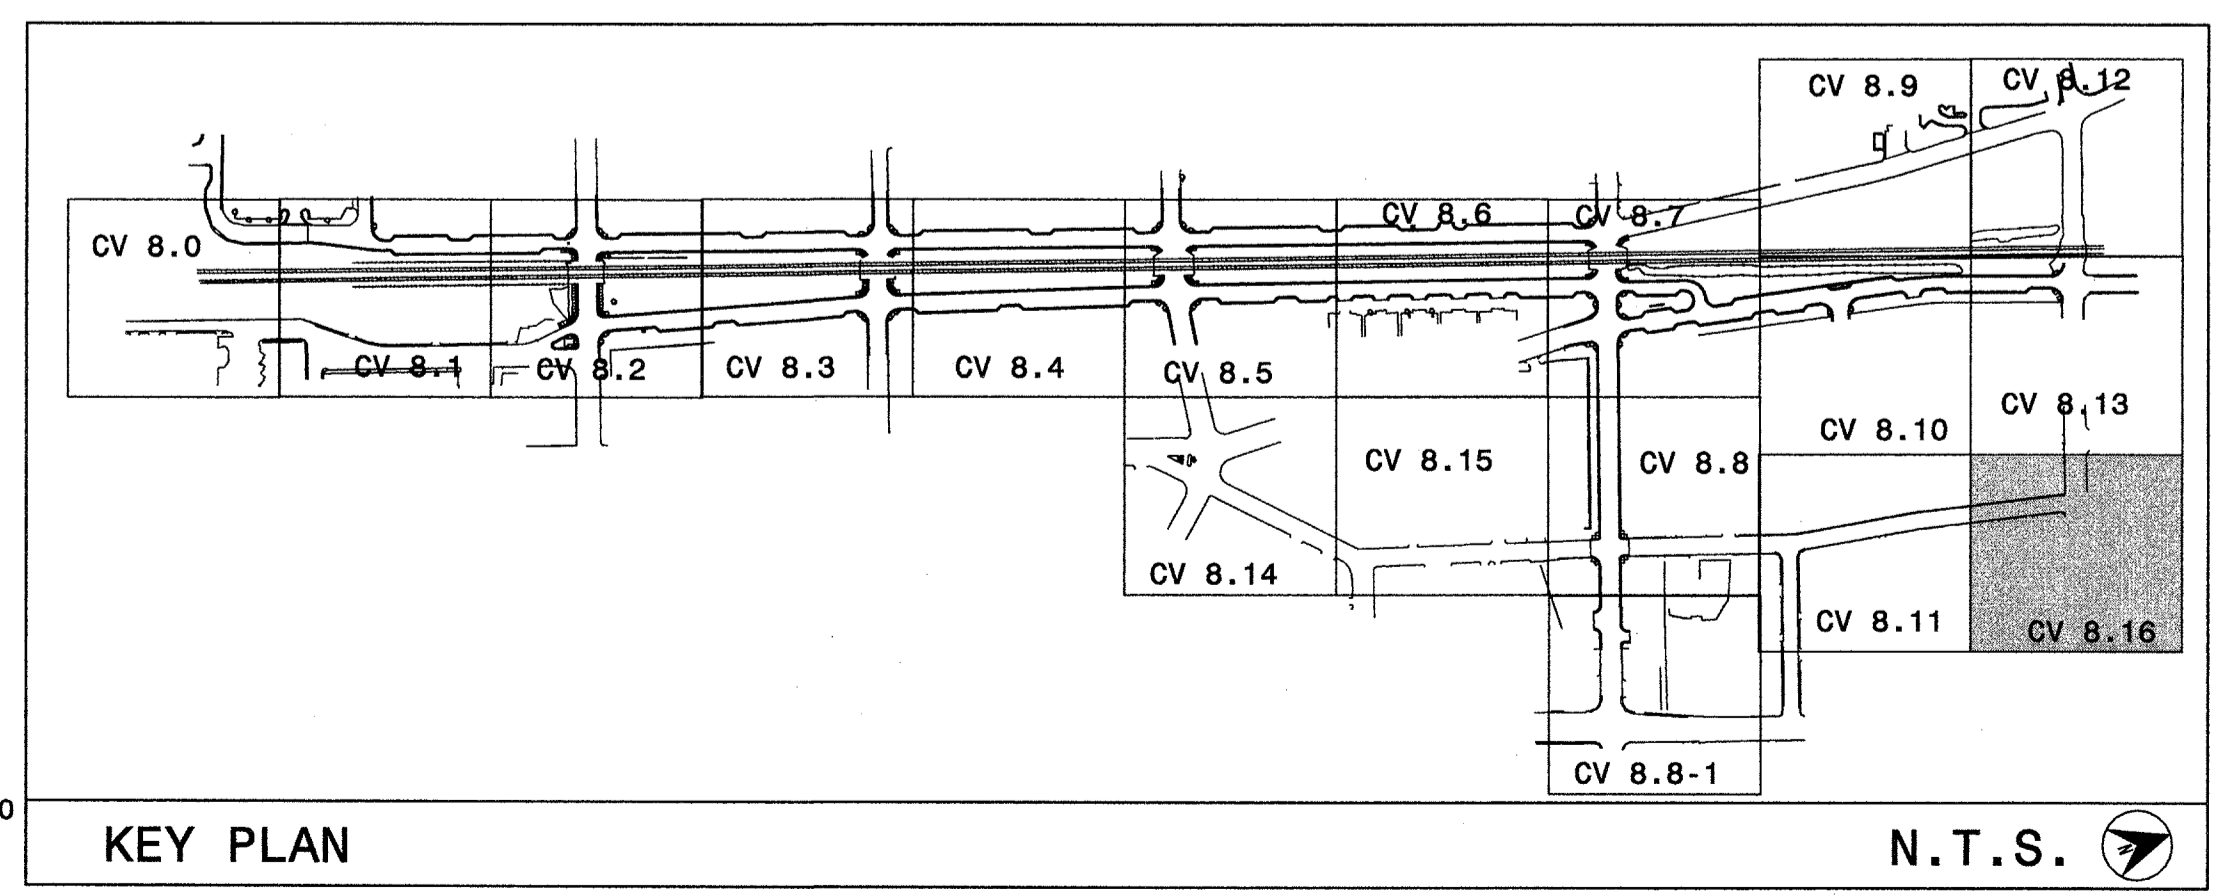 CV 8.9
CV 8.12
CV 8.0
CV 8.6
CV 8.7
CV 8.1
CV 8.2
CV 8.3
CV 8.4
CV 8.5
CV 8.10
CV 8.13
CV 8.15
CV 8.8
CV 8.14
CV 8.11
CV 8.16
CV 8.8-1
0
KEY PLAN
N.T.S.
N